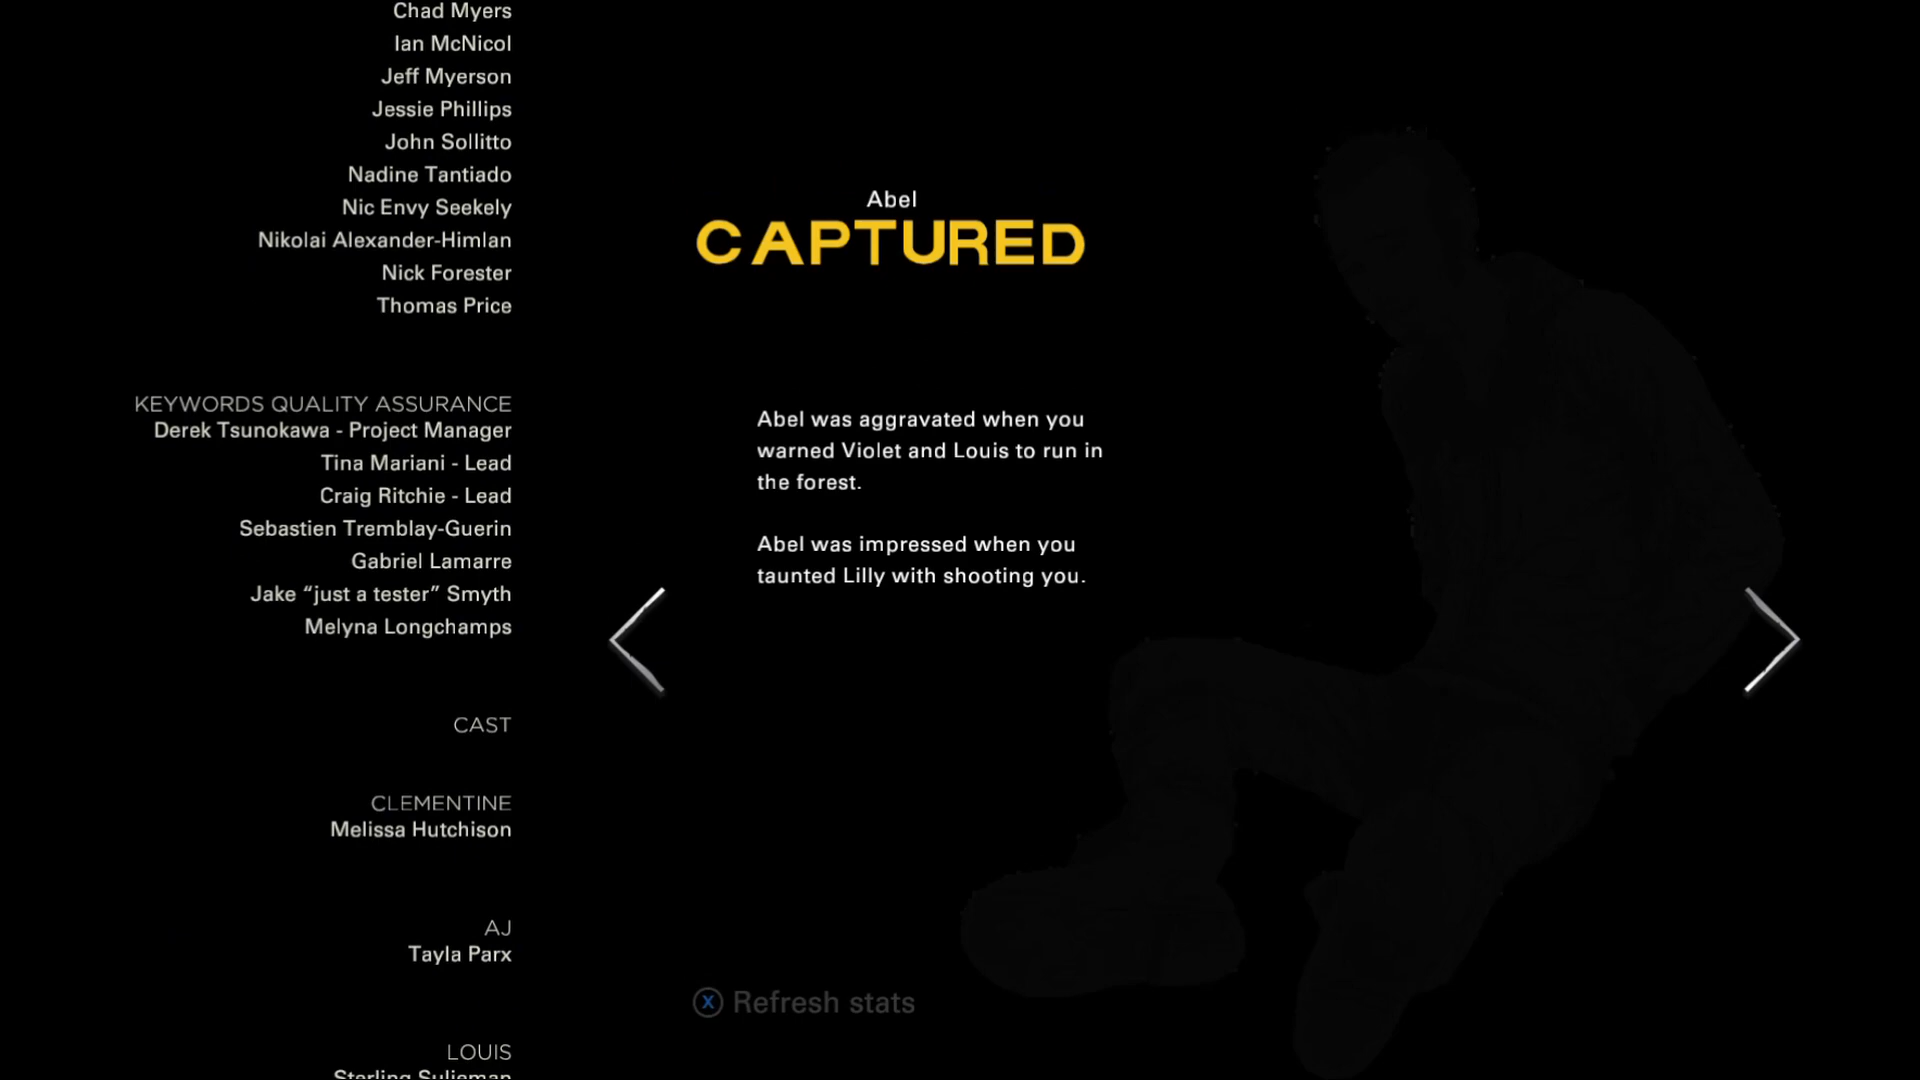 Chad Myers
Ian McNicol
Jeff Myerson
Jessie Phillips
John Sollitto
Nadine Tantiado
Nic Envy Seekely
Nikolai Alexander-Himlan
Nick Forester
Thomas Price
KEYWORDS QUALITY ASSURANCE
Derek Tsunokawa - Project Manager
Tina Mariani - Lead
Craig Ritchie - Lead
Sebastien Tremblay-Guerin
Gabriel Lamarre
Jake “just a tester” Smyth
Melyna Longchamps
CAST
CLEMENTINE
Melissa Hutchison
AJ
Tayla Parx
LOUIS
Sterling Sulieman
Abel
CAPTURED
Abel was aggravated when you
warned Violet and Louis to run in
the forest.
Abel was impressed when you
taunted Lilly with shooting you.
X Refresh stats